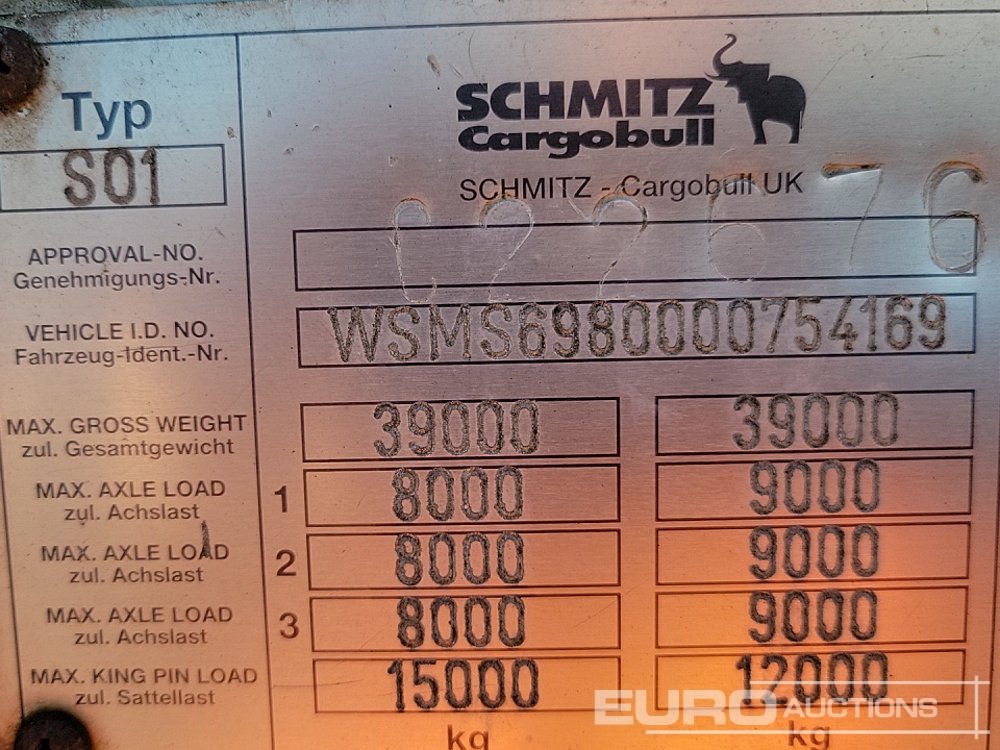 Typ
S01
SCHMITZ
Cargobull
SCHMITZ - Cargobull UK
C227676
APPROVAL-NO.
Genehmigungs-Nr.
VEHICLE I.D. NO.
Fahrzeug-Ident.-Nr.
WSMS6980000754169
MAX. GROSS WEIGHT
zul. Gesamtgewicht
39000 39000
MAX. AXLE LOAD
zul. Achslast
1 8000 9000
MAX. AXLE LOAD
zul. Achslast
2 8000 9000
MAX. AXLE LOAD
zul. Achslast
3 8000 9000
MAX. KING PIN LOAD
zul. Sattellast
15000 12000
kg kg
EURO AUCTIONS